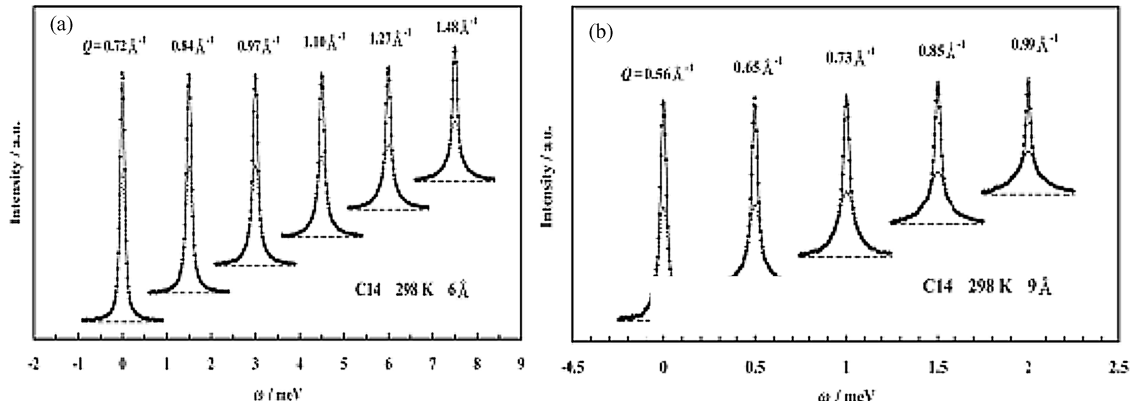 (a)
Q = 0.72 Å⁻¹ 0.84 Å⁻¹ 0.97 Å⁻¹ 1.10 Å⁻¹ 1.27 Å⁻¹ 1.48 Å⁻¹
Intensity / a.u.
C14 298 K 6 Å
-2 -1 0 1 2 3 4 5 6 7 8 9
ω / meV
(b)
Q = 0.56 Å⁻¹ 0.65 Å⁻¹ 0.73 Å⁻¹ 0.85 Å⁻¹ 0.99 Å⁻¹
Intensity / a.u.
C14 298 K 9 Å
-4.5 0 0.5 1 1.5 2 2.5
ω / meV